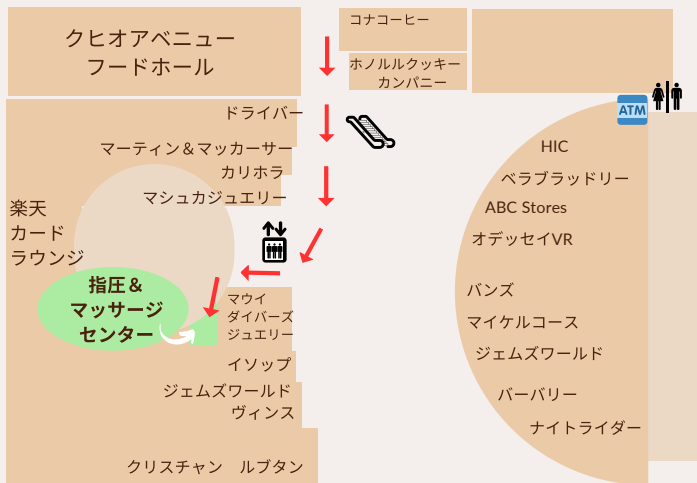 クヒオアベニュー
フードホール
コナコーヒー
ホノルルクッキー
カンパニー
ドライバー
マーティン＆マッカーサー
カリホラ
マシュカジュエリー
楽天
カード
ラウンジ
指圧＆
マッサージ
センター
マウイ
ダイバーズ
ジュエリー
イソップ
ジェムズワールド
ヴィンス
クリスチャン　ルブタン
ATM
HIC
ベラブラッドリー
ABC Stores
オデッセイVR
バンズ
マイケルコース
ジェムズワールド
バーバリー
ナイトライダー